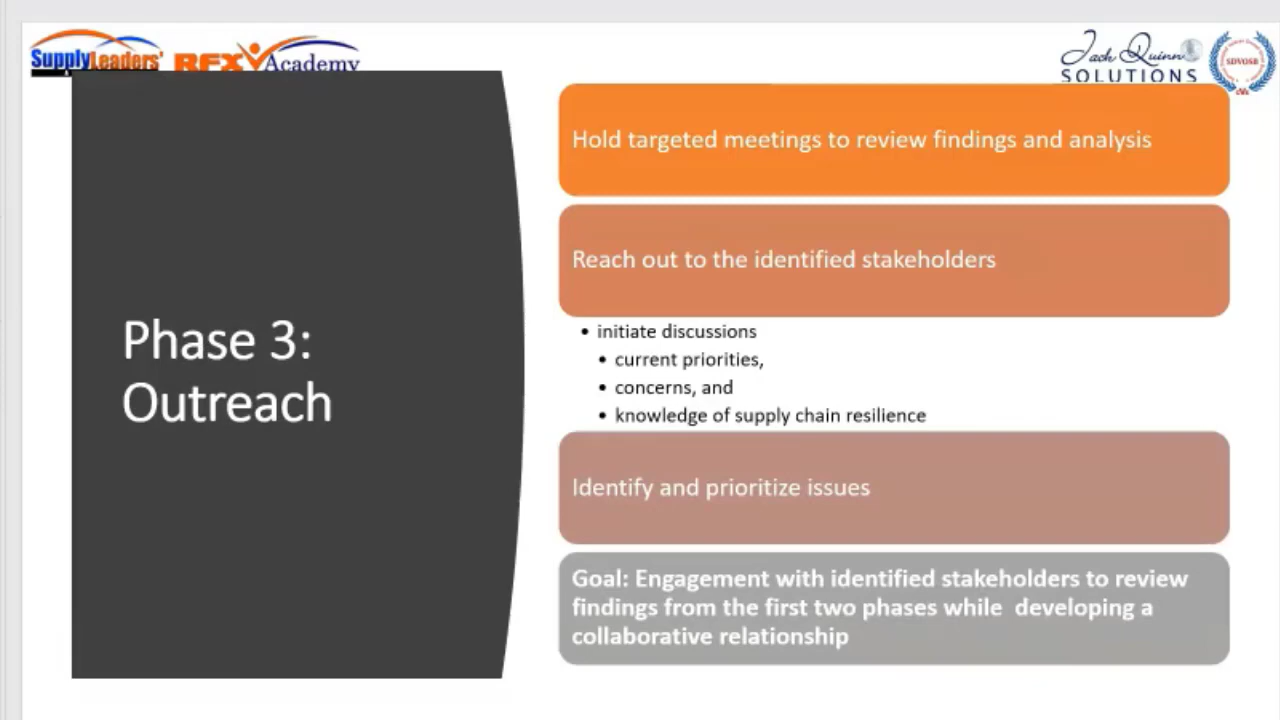 SupplyLeaders'
RFX Academy
Jack Quinn
SOLUTIONS
SDVOSB
Phase 3:
Outreach
Hold targeted meetings to review findings and analysis
Reach out to the identified stakeholders
• initiate discussions
• current priorities,
• concerns, and
• knowledge of supply chain resilience
Identify and prioritize issues
Goal: Engagement with identified stakeholders to review
findings from the first two phases while developing a
collaborative relationship